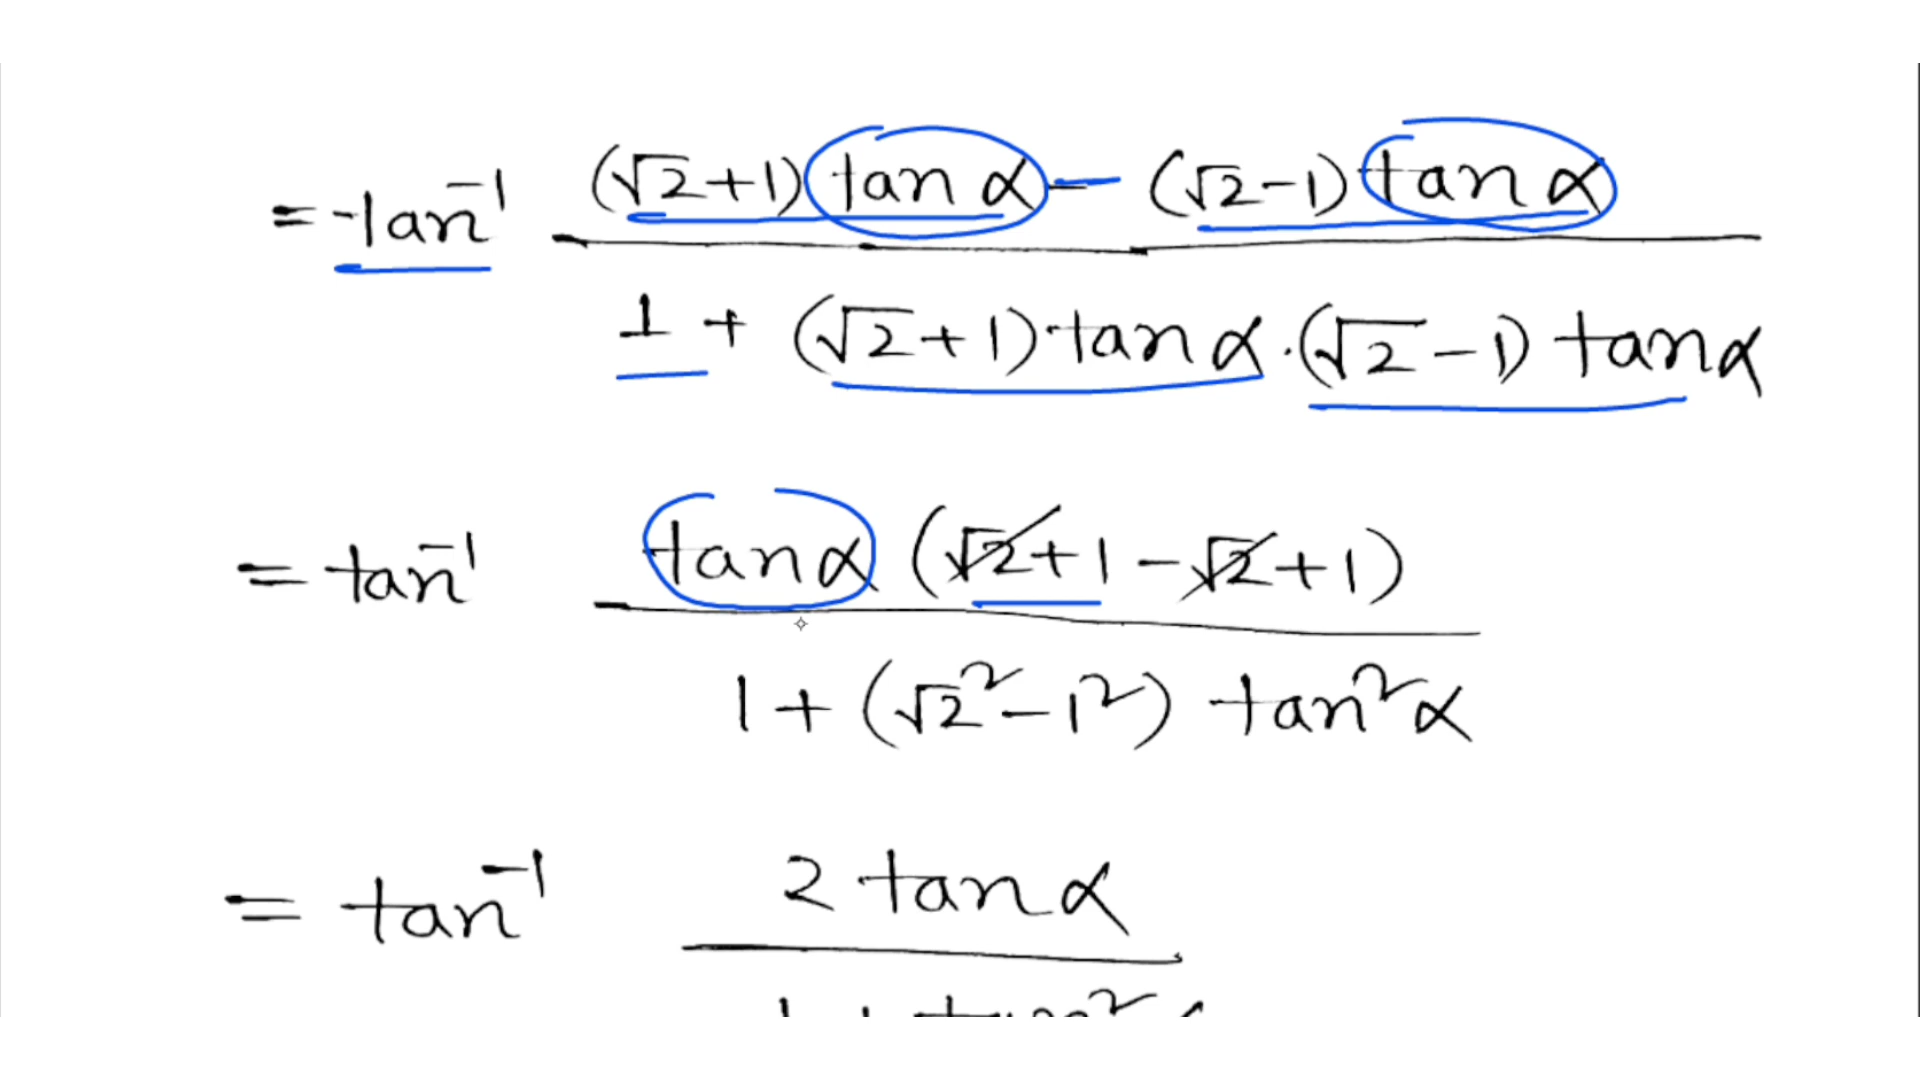 = tan⁻¹ (√2+1) tan α − (√2−1) tan α
1 + (√2+1) tan α . (√2−1) tan α
= tan⁻¹ tan α (√2+1−√2+1)
1 + (√2²−1²) tan²α
= tan⁻¹ 2 tan α